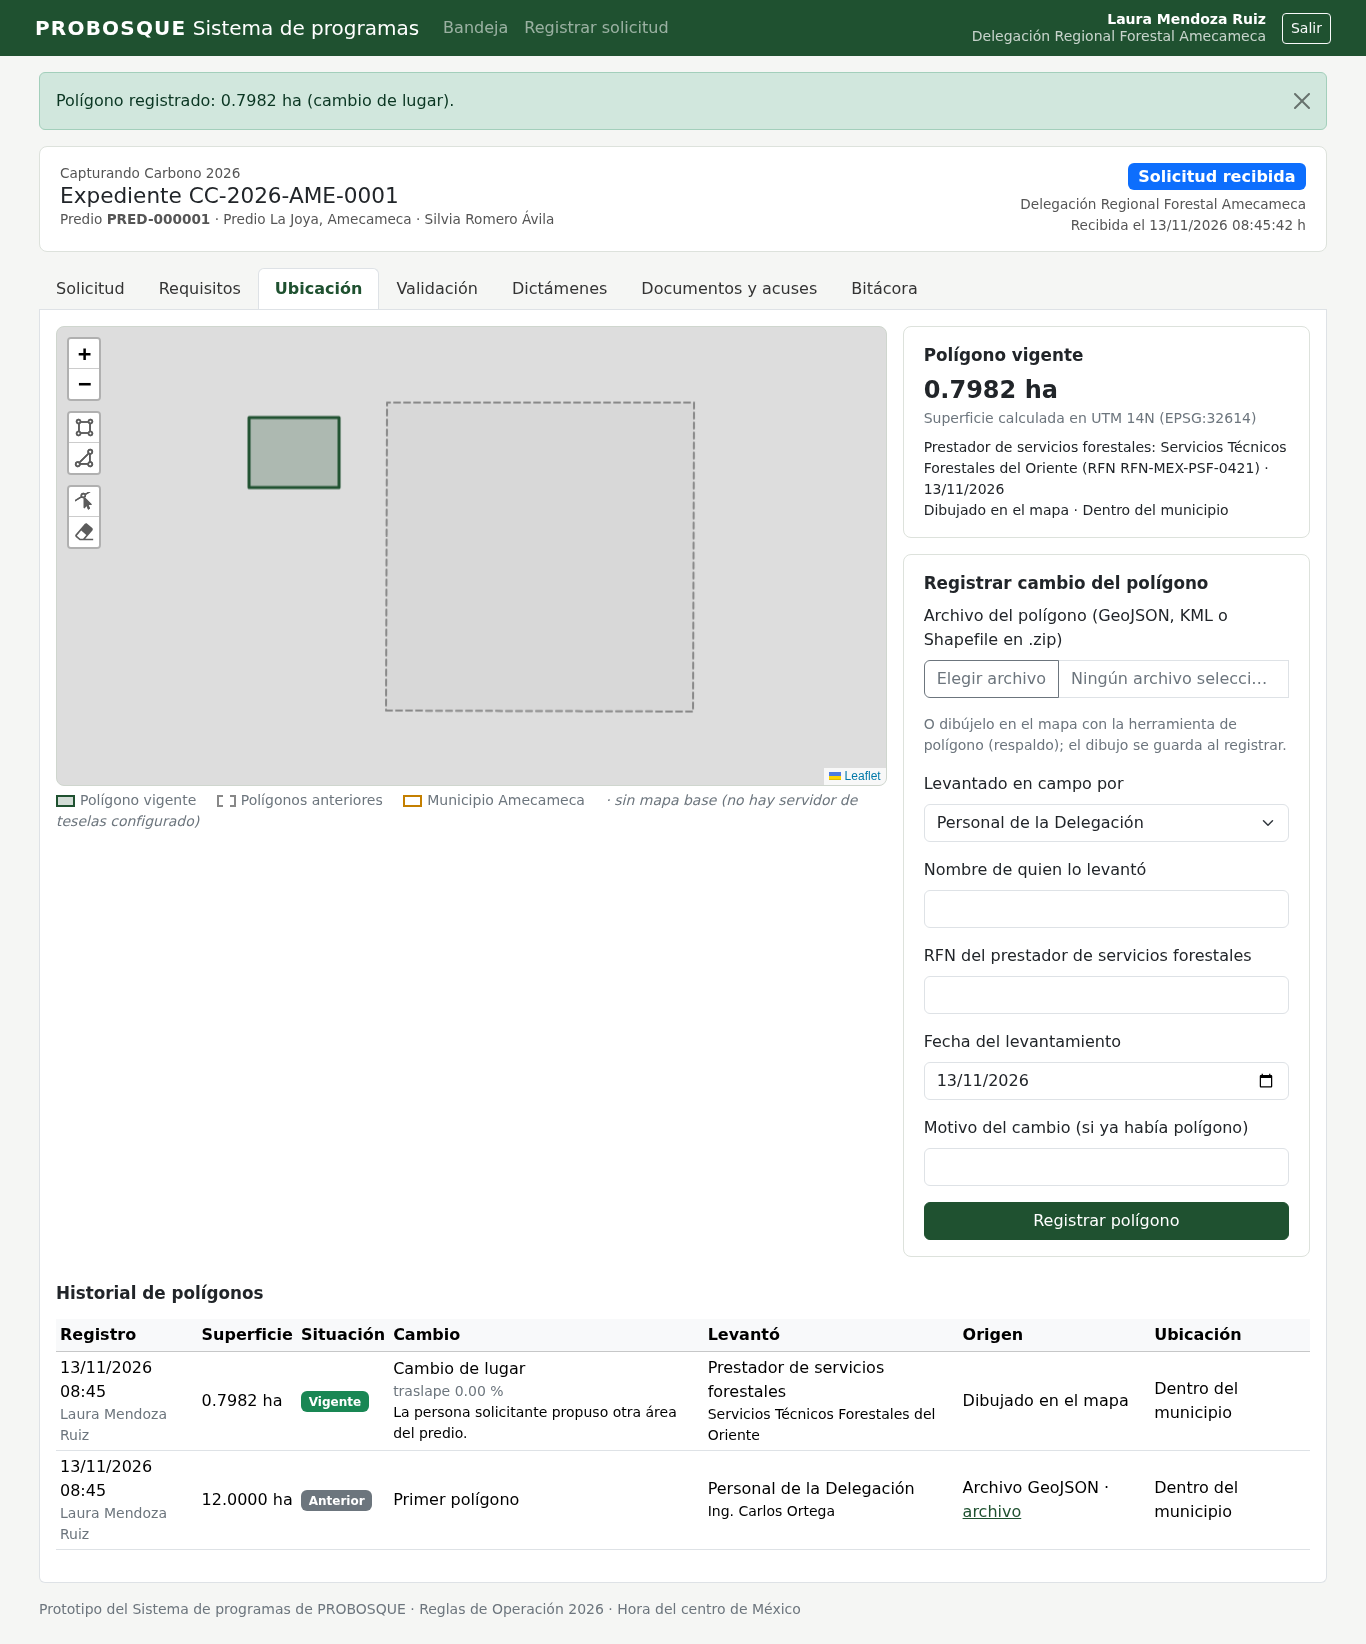 PROBOSQUE Sistema de programas
Bandeja
Registrar solicitud
Laura Mendoza Ruiz
Delegación Regional Forestal Amecameca
Salir
Polígono registrado: 0.7982 ha (cambio de lugar).
Capturando Carbono 2026
Expediente CC-2026-AME-0001
Predio PRED-000001 · Predio La Joya, Amecameca · Silvia Romero Ávila
Solicitud recibida
Delegación Regional Forestal Amecameca
Recibida el 13/11/2026 08:45:42 h
Solicitud
Requisitos
Ubicación
Validación
Dictámenes
Documentos y acuses
Bitácora
+
−
Leaflet
Polígono vigente
Polígonos anteriores
Municipio Amecameca
· sin mapa base (no hay servidor de
teselas configurado)
Polígono vigente
0.7982 ha
Superficie calculada en UTM 14N (EPSG:32614)
Prestador de servicios forestales: Servicios Técnicos
Forestales del Oriente (RFN RFN-MEX-PSF-0421) ·
13/11/2026
Dibujado en el mapa · Dentro del municipio
Registrar cambio del polígono
Archivo del polígono (GeoJSON, KML o
Shapefile en .zip)
Elegir archivo
Ningún archivo selecci...
O dibújelo en el mapa con la herramienta de
polígono (respaldo); el dibujo se guarda al registrar.
Levantado en campo por
Personal de la Delegación
Nombre de quien lo levantó
RFN del prestador de servicios forestales
Fecha del levantamiento
13/11/2026
Motivo del cambio (si ya había polígono)
Registrar polígono
Historial de polígonos
Registro
Superficie
Situación
Cambio
Levantó
Origen
Ubicación
13/11/2026
08:45
Laura Mendoza
Ruiz
0.7982 ha
Vigente
Cambio de lugar
traslape 0.00 %
La persona solicitante propuso otra área
del predio.
Prestador de servicios
forestales
Servicios Técnicos Forestales del
Oriente
Dibujado en el mapa
Dentro del
municipio
13/11/2026
08:45
Laura Mendoza
Ruiz
12.0000 ha
Anterior
Primer polígono
Personal de la Delegación
Ing. Carlos Ortega
Archivo GeoJSON ·
archivo
Dentro del
municipio
Prototipo del Sistema de programas de PROBOSQUE · Reglas de Operación 2026 · Hora del centro de México